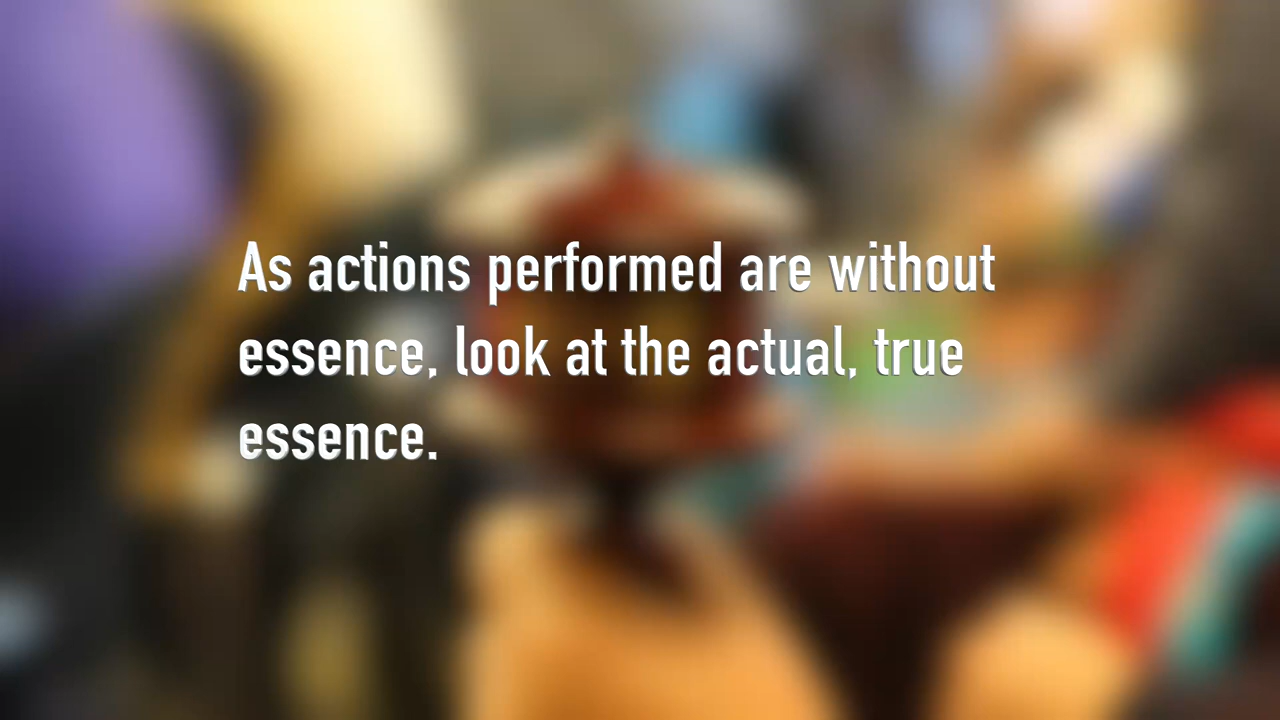 As actions performed are without
essence, look at the actual, true
essence.